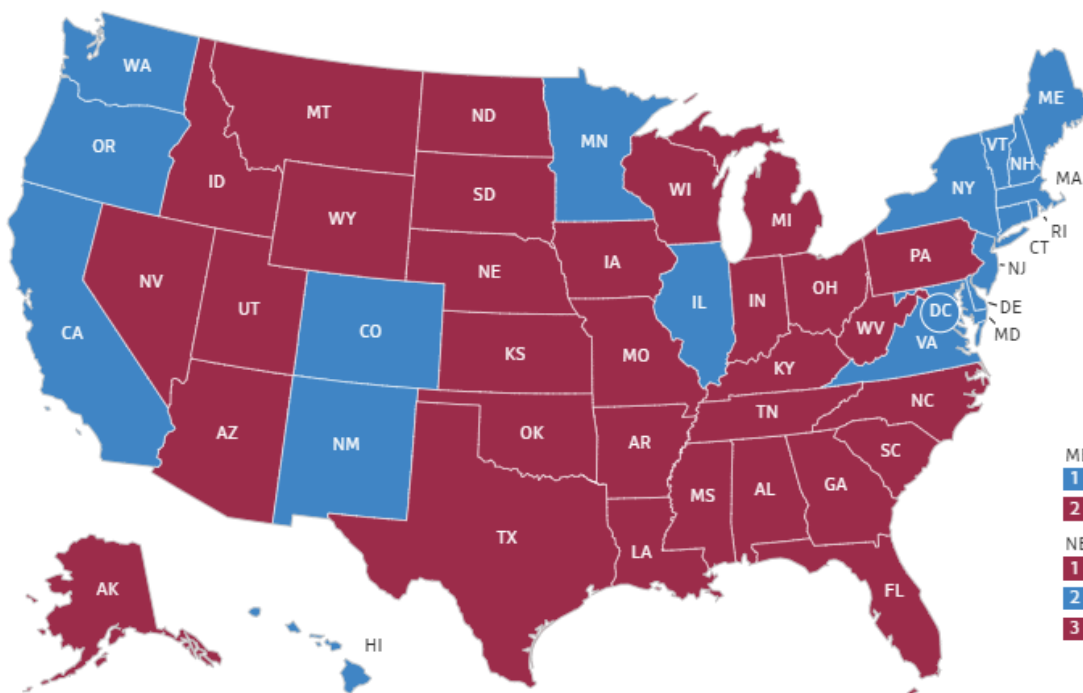 WA
MT
ND
MN
ME
OR
VT
NH
ID
SD
WI
NY
MA
WY
MI
RI
CT
NV
NE
IA
PA
NJ
UT
IL
IN
OH
DE
CA
CO
DC
MD
KS
MO
WV
VA
KY
NM
AZ
OK
TN
NC
AR
SC
MS
AL
GA
TX
LA
AK
HI
FL
1
2
NE
1
2
3